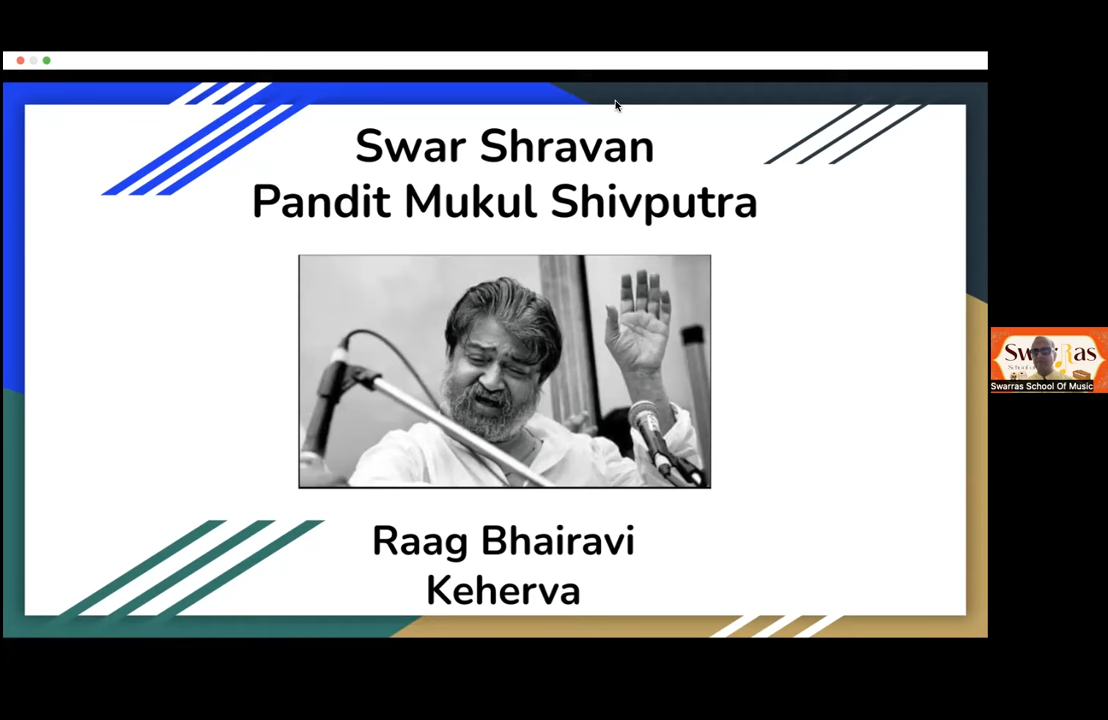 Swar Shravan
Pandit Mukul Shivputra
Raag Bhairavi
Keherva
Swarras School Of Music